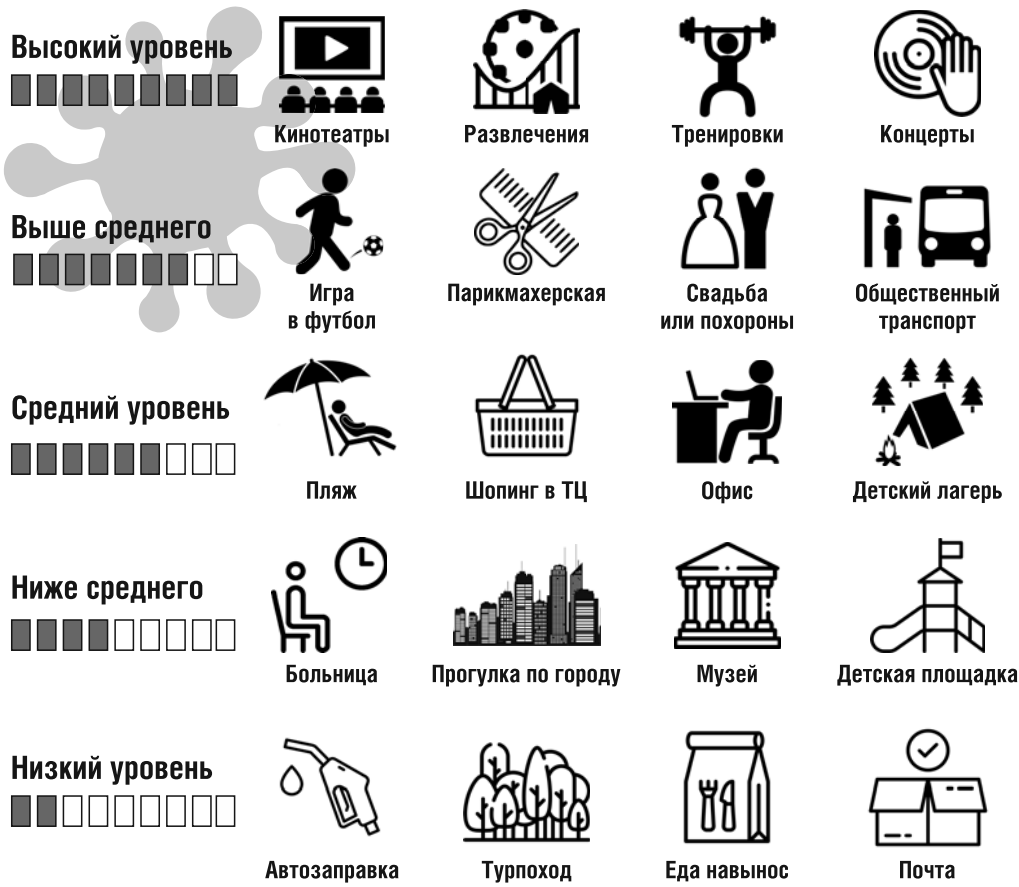 Высокий уровень
Кинотеатры
Развлечения
Тренировки
Концерты
Выше среднего
Игра
в футбол
Парикмахерская
Свадьба
или похороны
Общественный
транспорт
Средний уровень
Пляж
Шопинг в ТЦ
Офис
Детский лагерь
Ниже среднего
Больница
Прогулка по городу
Музей
Детская площадка
Низкий уровень
Автозаправка
Турпоход
Еда навынос
Почта